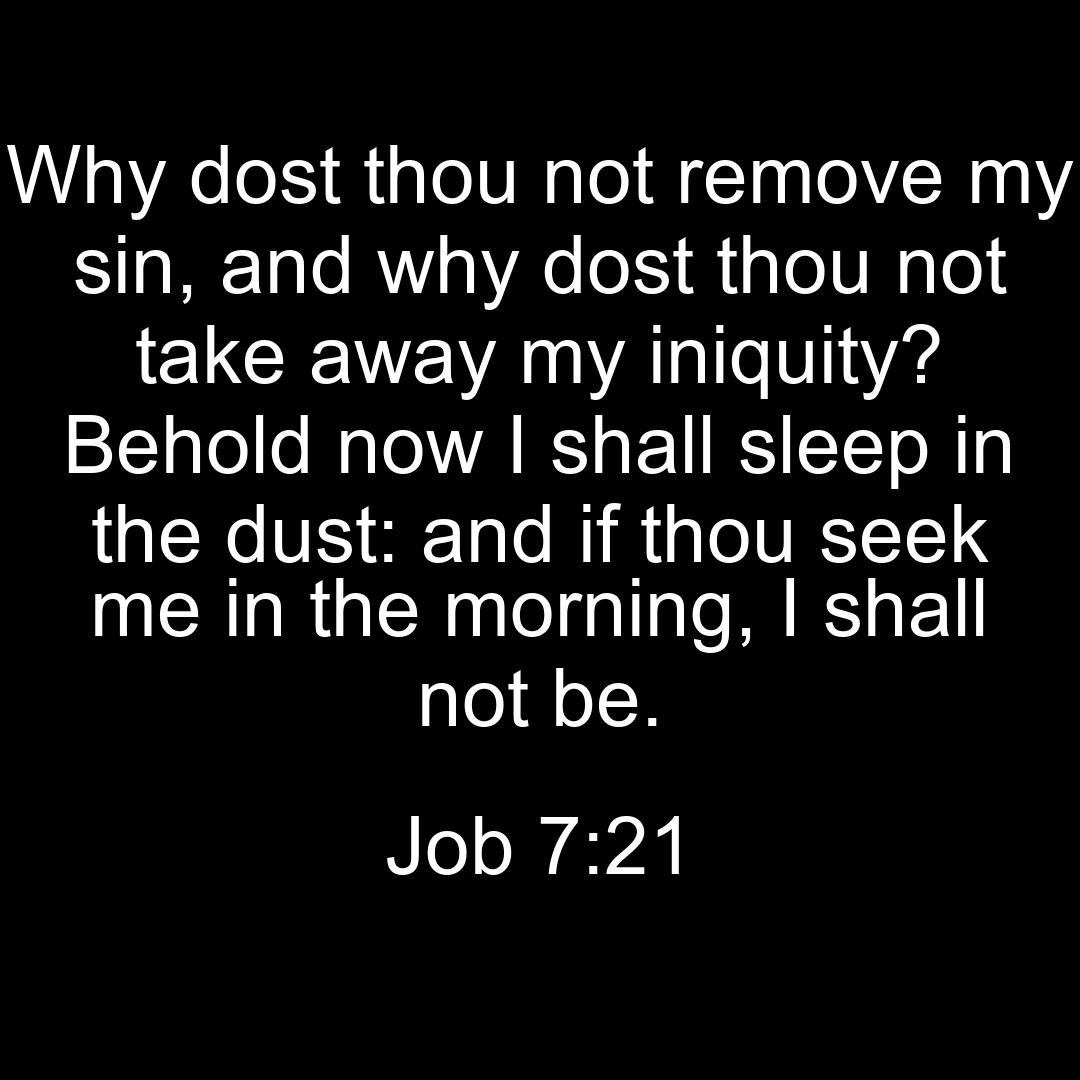 Why dost thou not remove my
sin, and why dost thou not
take away my iniquity?
Behold now I shall sleep in
the dust: and if thou seek
me in the morning, I shall
not be.
Job 7:21